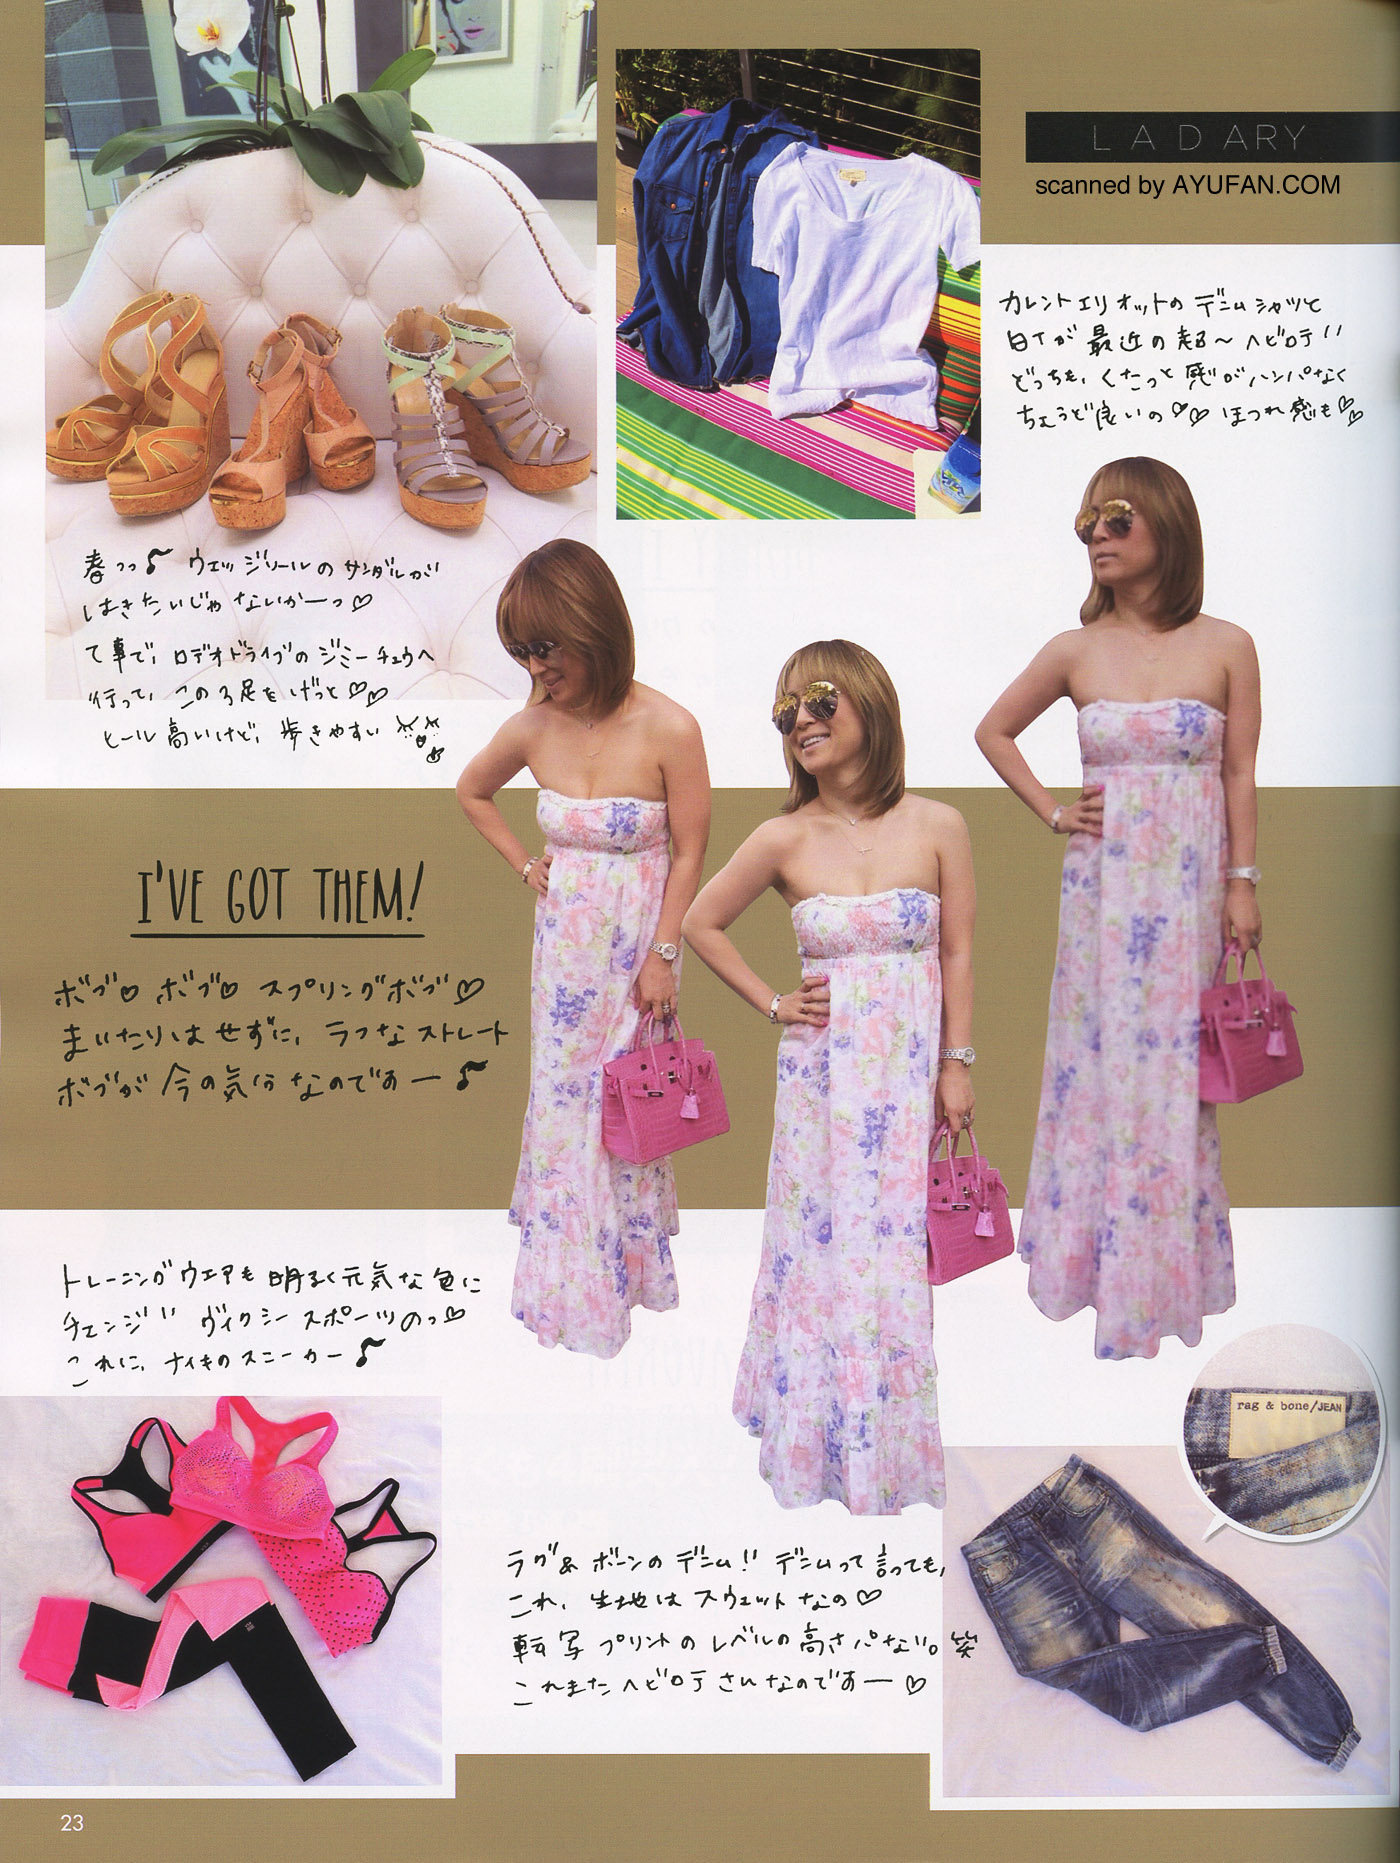 LA DIARY
scanned by AYUFAN.COM
カレントエリオットのデニムシャツと
白Tが最近の超〜ヘビロテ!!
どっちも、くたっと感がハンパなく
ちょうど良いの♡♡ ほつれ感も♡♡
春っっ♪ ウェッジソールのサンダルが
はきたいじゃないかーっ♡
て事で、ロデオドライブのジミーチュウへ
行って、この3足をげっと♡♡
ヒール高いけど、歩きやすい
I'VE GOT THEM!
ボブ♡ ボブ♡ スプリングボブ♡
まいたりはせずに、ラフなストレート
ボブが今の気分なのですぁー♪
トレーニングウエアも明るく元気な色に
チェンジ!! ヴィクシースポーツのっ♡
これに、ナイキのスニーカー♪
rag & bone/JEAN
ラグ&ボーンのデニム!! デニムって言っても、
これ、生地はスウェットなの♡
転写プリントのレベルの高さパない。笑
これまたヘビロテさんなのですぁー♡
23